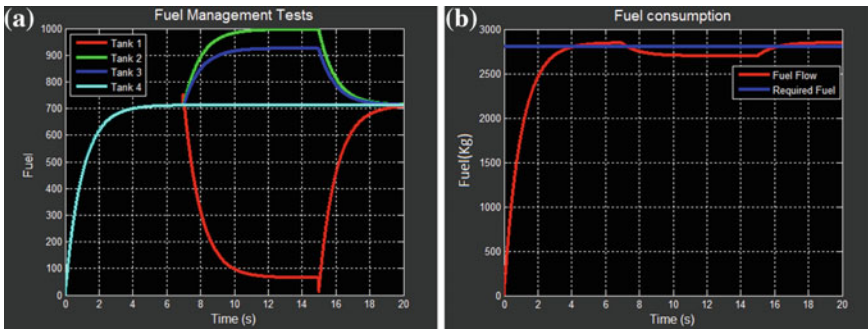 (a)
Fuel Management Tests
1000
900
800
700
600
500
400
300
200
100
0
Fuel
Tank 1
Tank 2
Tank 3
Tank 4
0 2 4 6 8 10 12 14 16 18 20
Time (s)
(b)
Fuel consumption
3000
2500
2000
1500
1000
500
0
Fuel(Kg)
Fuel Flow
Required Fuel
0 2 4 6 8 10 12 14 16 18 20
Time (s)